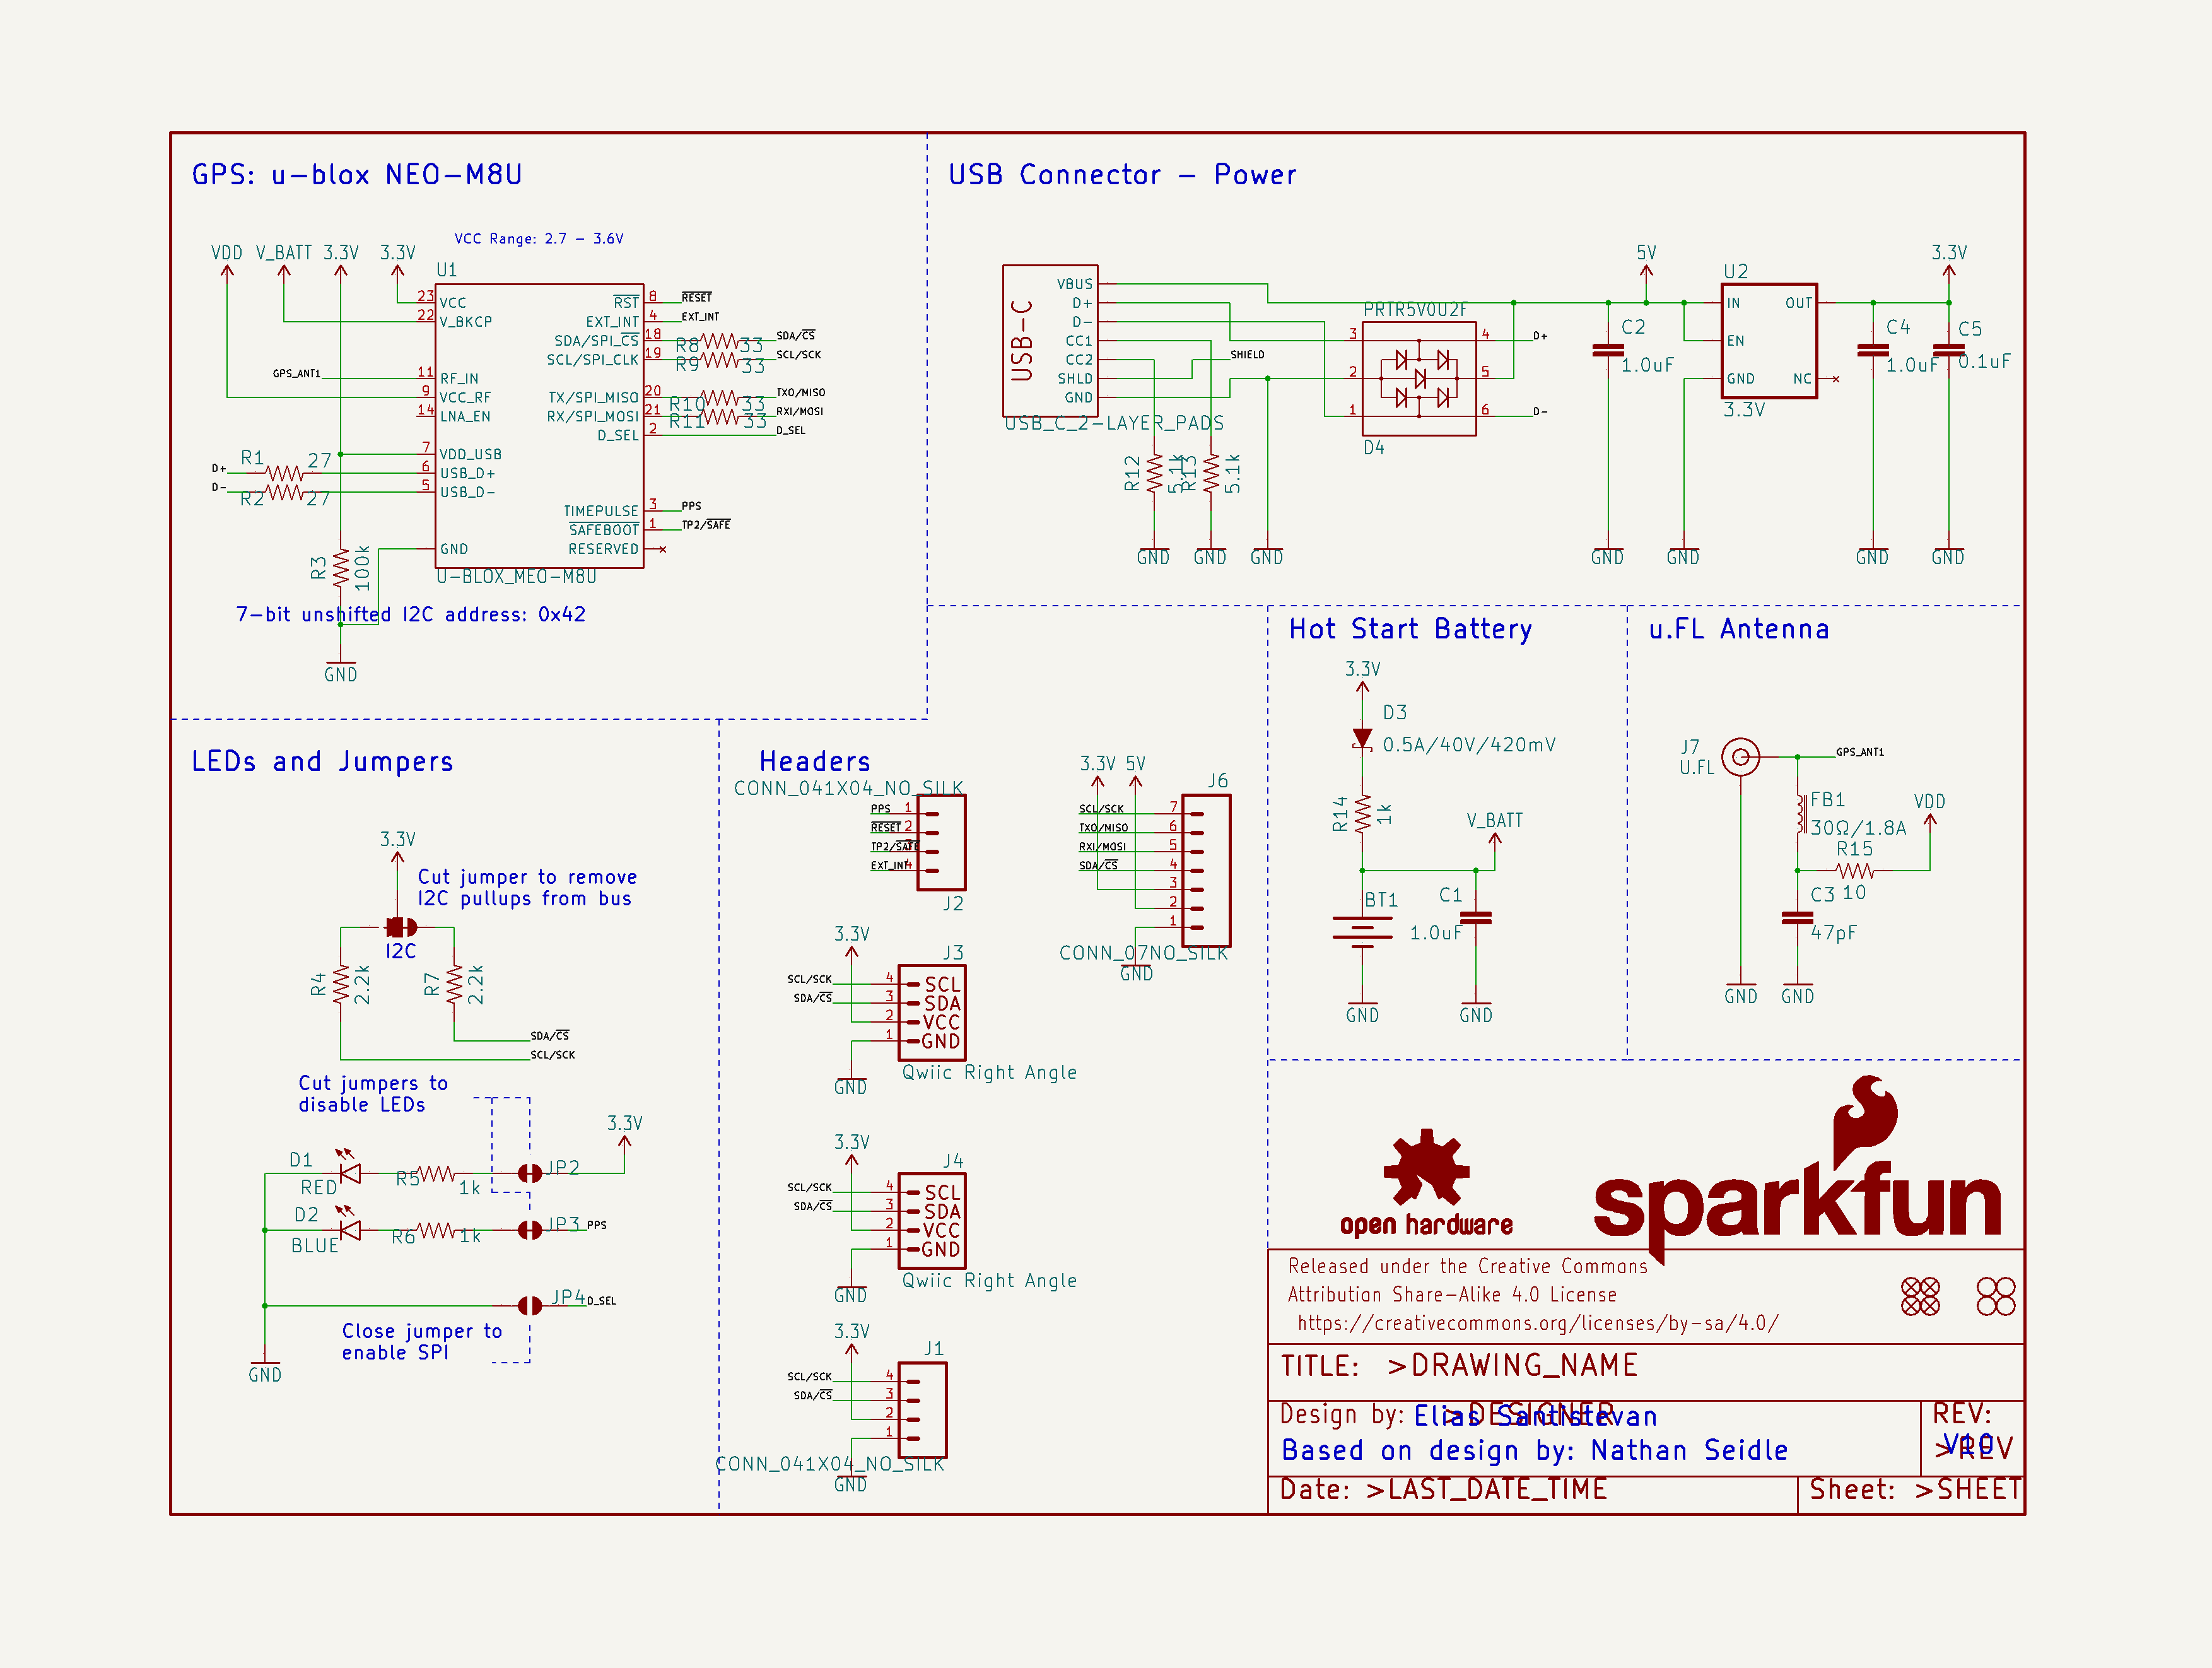 GPS: u-blox NEO-M8U
VCC Range: 2.7 - 3.6V
VDD V_BATT 3.3V 3.3V
U1
23 VCC
22 V_BKCP
GPS_ANT1 11 RF_IN
9 VCC_RF
14 LNA_EN
7 VDD_USB
D+ R1 27 6 USB_D+
D- R2 27 5 USB_D-
GND
RST 8 RESET
EXT_INT 4 EXT_INT
SDA/SPI_CS 18 R8 33 SDA/CS
SCL/SPI_CLK 19 R9 33 SCL/SCK
TX/SPI_MISO 20 R10 33 TXO/MISO
RX/SPI_MOSI 21 R11 33 RXI/MOSI
D_SEL 2 D_SEL
TIMEPULSE 3 PPS
SAFEBOOT 1 TP2/SAFE
RESERVED
R3 100k
U-BLOX_MEO-M8U
7-bit unshifted I2C address: 0x42
GND
USB Connector - Power
USB-C
VBUS
D+
D-
CC1
CC2
SHLD
GND
USB_C_2-LAYER_PADS
SHIELD
R12 5.1k
R13 5.1k
GND GND GND
PRTR5V0U2F
3 4 D+
2 5
1 6 D-
D4
5V
C2
1.0uF
GND
U2
IN OUT
EN
GND NC
3.3V
GND
3.3V
C4
1.0uF
C5
0.1uF
GND GND
Hot Start Battery
3.3V
D3
0.5A/40V/420mV
R14 1k
V_BATT
BT1
C1
1.0uF
GND GND
u.FL Antenna
J7
U.FL
GPS_ANT1
FB1
30Ω/1.8A
VDD
R15
10
C3
47pF
GND GND
LEDs and Jumpers
3.3V
Cut jumper to remove
I2C pullups from bus
I2C
R4 2.2k
R7 2.2k
SDA/CS
SCL/SCK
Cut jumpers to
disable LEDs
3.3V
D1
RED
R5 1k JP2
D2
BLUE
R6 1k JP3 PPS
JP4 D_SEL
Close jumper to
enable SPI
GND
Headers
CONN_041X04_NO_SILK
PPS 1
RESET 2
TP2/SAFE 3
EXT_INT 4
J2
3.3V 5V
J6
SCL/SCK 7
TXO/MISO 6
RXI/MOSI 5
SDA/CS 4
3
2
1
CONN_07NO_SILK
GND
3.3V
J3
SCL/SCK 4 SCL
SDA/CS 3 SDA
2 VCC
1 GND
Qwiic Right Angle
GND
3.3V
J4
SCL/SCK 4 SCL
SDA/CS 3 SDA
2 VCC
1 GND
Qwiic Right Angle
GND
3.3V
J1
SCL/SCK 4
SDA/CS 3
2
1
CONN_041X04_NO_SILK
GND
open hardware
sparkfun
Released under the Creative Commons
Attribution Share-Alike 4.0 License
https://creativecommons.org/licenses/by-sa/4.0/
TITLE: >DRAWING_NAME
Design by: >DESIGNER
Elias Santistevan
Based on design by: Nathan Seidle
REV:
V10
>REV
Date: >LAST_DATE_TIME
Sheet: >SHEET